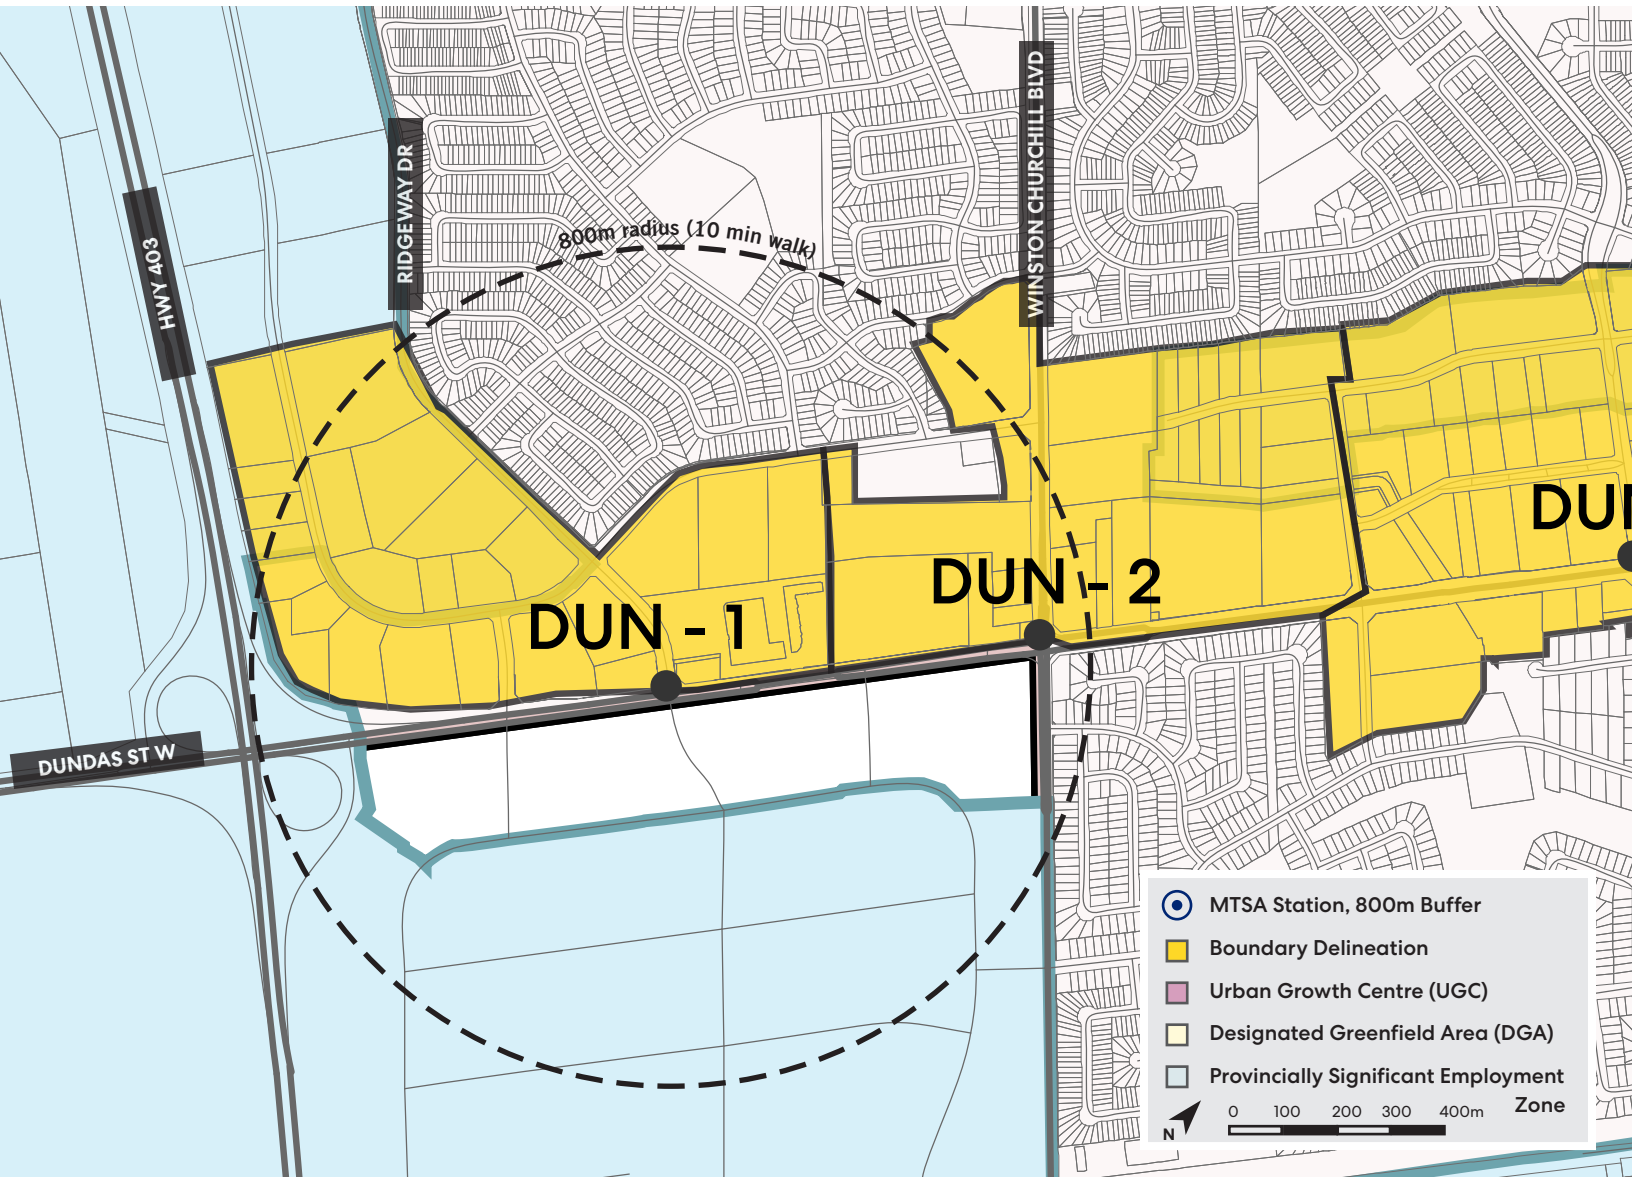 WINSTON CHURCHILL BLVD
RIDGEWAY DR
HWY 403
800m radius (10 min walk)
DUN
DUN - 2
DUN - 1
DUNDAS ST W
MTSA Station, 800m Buffer
Boundary Delineation
Urban Growth Centre (UGC)
Designated Greenfield Area (DGA)
Provincially Significant Employment
Zone
0 100 200 300 400m
N